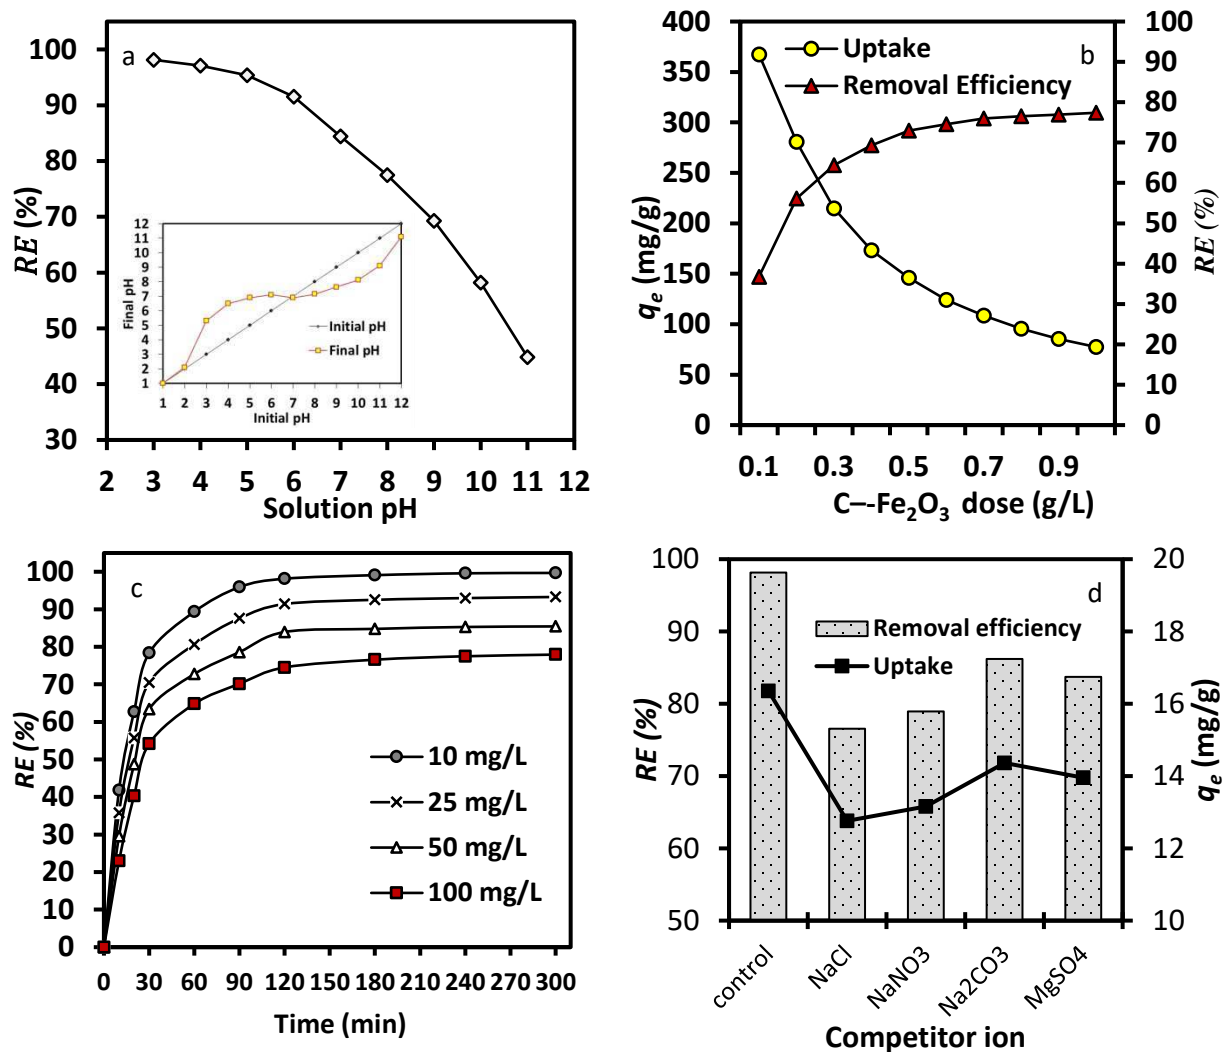 a
RE (%)
100
90
80
70
60
50
40
30
2 3 4 5 6 7 8 9 10 11 12
Solution pH
Final pH
12
11
10
9
8
7
6
5
4
3
2
1
Initial pH
Final pH
1 2 3 4 5 6 7 8 9 10 11 12
Initial pH
b
Uptake
Removal Efficiency
qe (mg/g)
400
350
300
250
200
150
100
50
0
RE (%)
100
90
80
70
60
50
40
30
20
10
0
0.1 0.3 0.5 0.7 0.9
C–-Fe2O3 dose (g/L)
c
RE (%)
100
90
80
70
60
50
40
30
20
10
0
10 mg/L
25 mg/L
50 mg/L
100 mg/L
0 30 60 90 120 150 180 210 240 270 300
Time (min)
d
Removal efficiency
Uptake
RE (%)
100
90
80
70
60
50
qe (mg/g)
20
18
16
14
12
10
control NaCl NaNO3 Na2CO3 MgSO4
Competitor ion